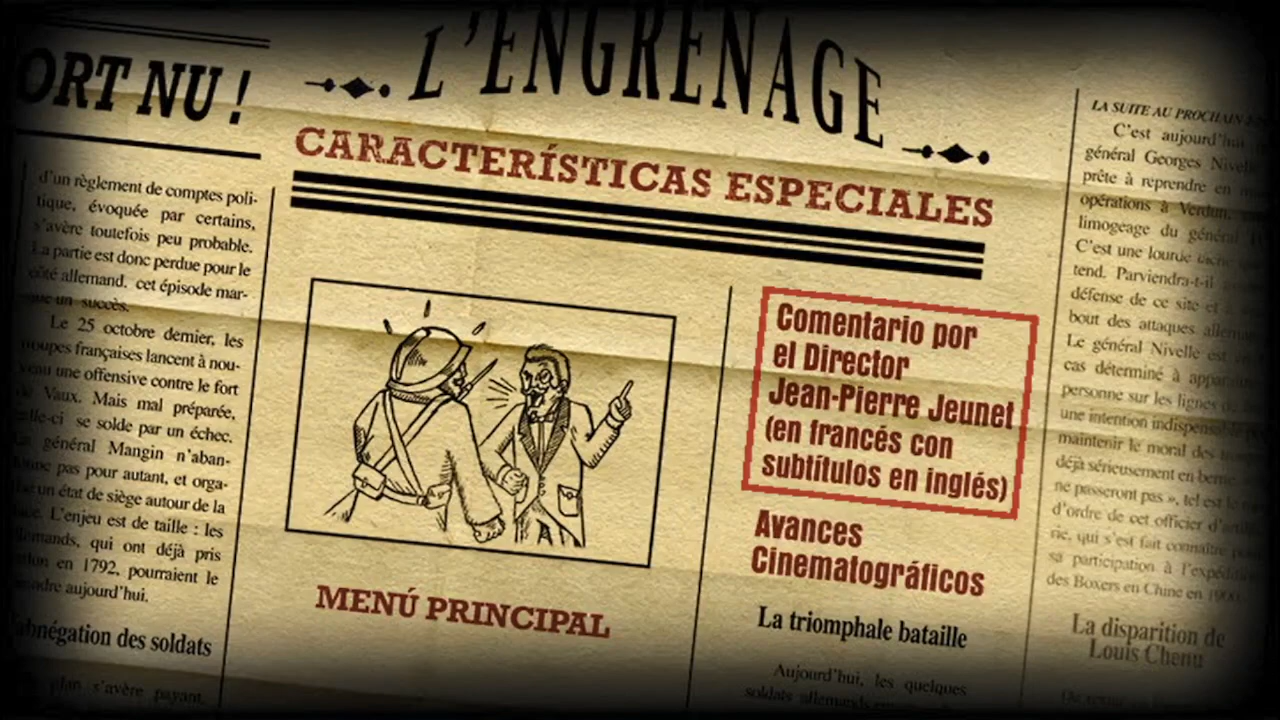 L'ENGRENAGE
ORT NU !
CARACTERÍSTICAS ESPECIALES
d'un règlement de comptes poli-
tique, évoquée par certains,
s'avère toutefois peu probable.
La partie est donc perdue pour le
côté allemand, cet épisode mar-
que un succès.
Le 25 octobre dernier, les
troupes françaises lancent à nou-
veau une offensive contre le fort
de Vaux. Mais mal préparée,
celle-ci se solde par un échec.
général Mangin n'aban-
pas pour autant, et orga-
un état de siège autour de la
L'enjeu est de taille : les
qui ont déjà pris
en 1792, pourraient le
aujourd'hui.
abnégation des soldats
plan s'avère payant,
MENÚ PRINCIPAL
Comentario por
el Director
Jean-Pierre Jeunet
(en francés con
subtítulos en inglés)
Avances
Cinematográficos
La triomphale bataille
Aujourd'hui, les quelques
soldats
LA SUITE AU PROCHAIN
C'est aujourd'hui
général Georges Nivelle
prête à reprendre en
opérations à Verdun,
limogeage du général
C'est une lourde
tend. Parviendra-t-il
défense de ce site et
bout des attaques
Le général Nivelle est
cas déterminé à
personne sur les lignes
une intention
maintenir le moral des
déjà sérieusement en berne.
ne passeront pas », tel est le
d'ordre de cet officier
rie, qui s'est fait connaître
sa participation à
des Boxers en Chine en 1900.
La disparition de
Louis Chenu